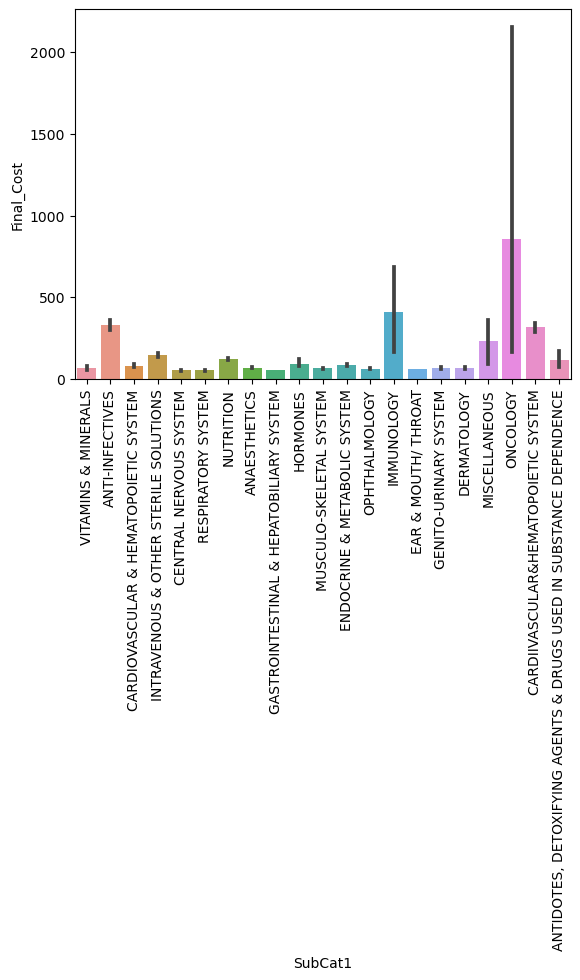 2000
1500
1000
500
0
Final_Cost
VITAMINS & MINERALS
ANTI-INFECTIVES
CARDIOVASCULAR & HEMATOPOIETIC SYSTEM
INTRAVENOUS & OTHER STERILE SOLUTIONS
CENTRAL NERVOUS SYSTEM
RESPIRATORY SYSTEM
NUTRITION
ANAESTHETICS
GASTROINTESTINAL & HEPATOBILIARY SYSTEM
HORMONES
MUSCULO-SKELETAL SYSTEM
ENDOCRINE & METABOLIC SYSTEM
OPHTHALMOLOGY
IMMUNOLOGY
EAR & MOUTH/ THROAT
GENITO-URINARY SYSTEM
DERMATOLOGY
MISCELLANEOUS
ONCOLOGY
CARDIIVASCULAR&HEMATOPOIETIC SYSTEM
ANTIDOTES, DETOXIFYING AGENTS & DRUGS USED IN SUBSTANCE DEPENDENCE
SubCat1